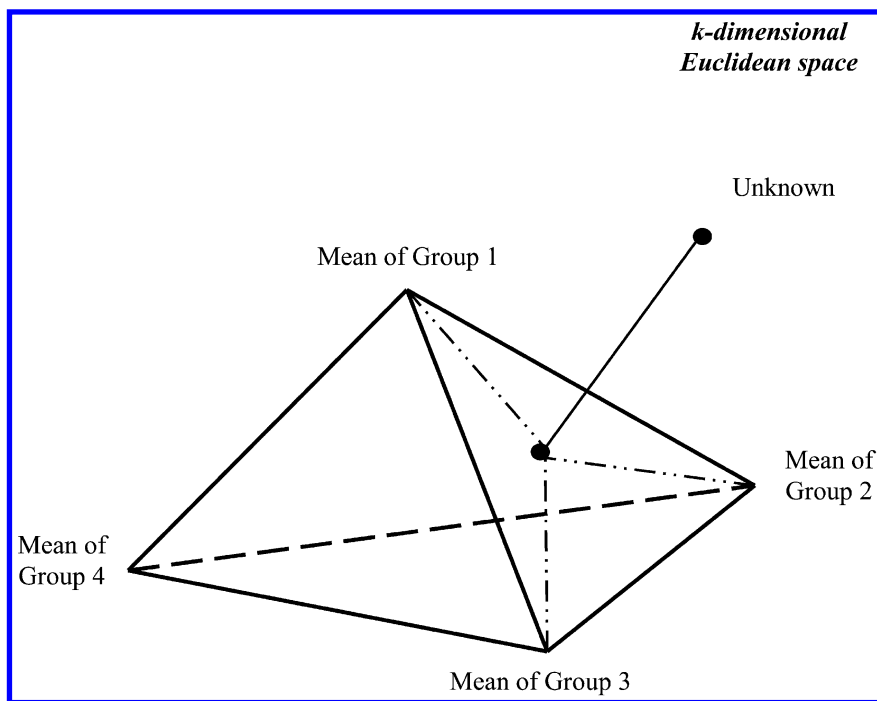 k-dimensional
Euclidean space
Unknown
Mean of Group 1
Mean of
Group 2
Mean of
Group 4
Mean of Group 3